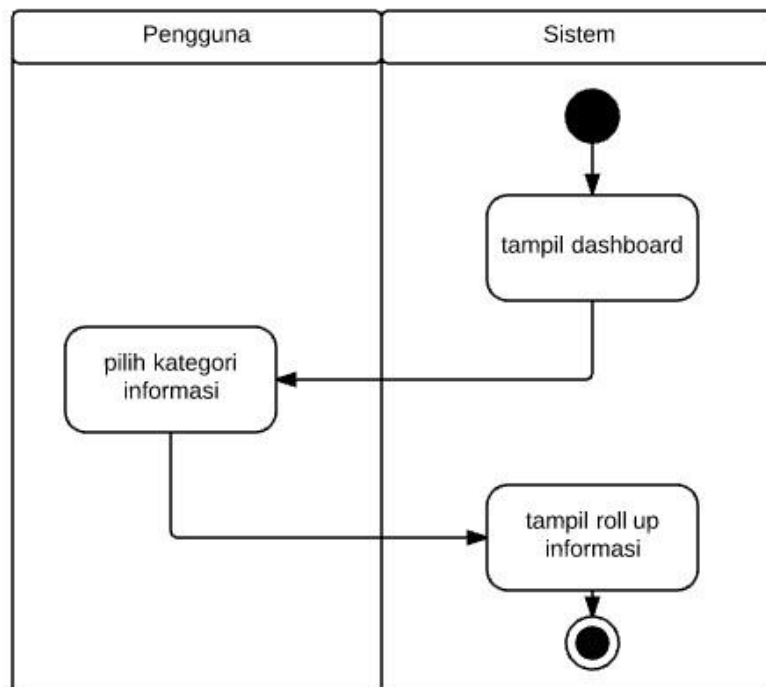 Pengguna
Sistem
tampil dashboard
pilih kategori
informasi
tampil roll up
informasi